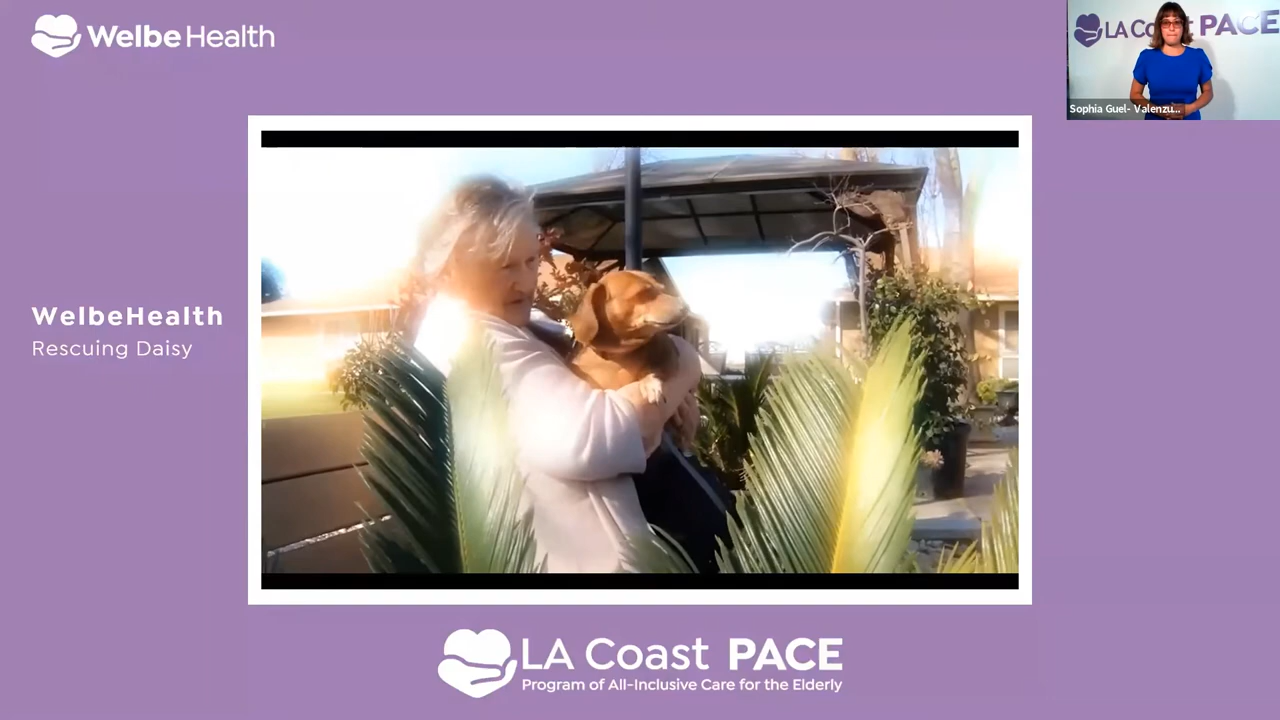 WelbeHealth
LA Coast PACE
Sophia Guel- Valenzu...
WelbeHealth
Rescuing Daisy
LA Coast PACE
Program of All-Inclusive Care for the Elderly